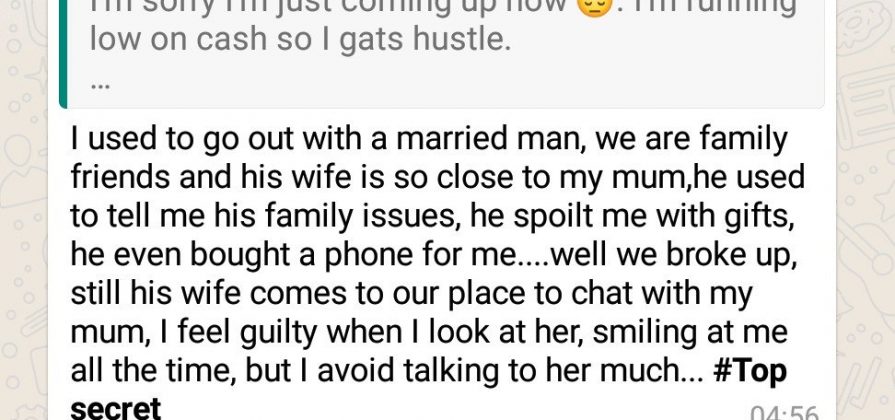 I'm sorry I'm just coming up now 😔. I'm running
low on cash so I gats hustle.
...
I used to go out with a married man, we are family
friends and his wife is so close to my mum,he used
to tell me his family issues, he spoilt me with gifts,
he even bought a phone for me....well we broke up,
still his wife comes to our place to chat with my
mum, I feel guilty when I look at her, smiling at me
all the time, but I avoid talking to her much... #Top
secret
04:56